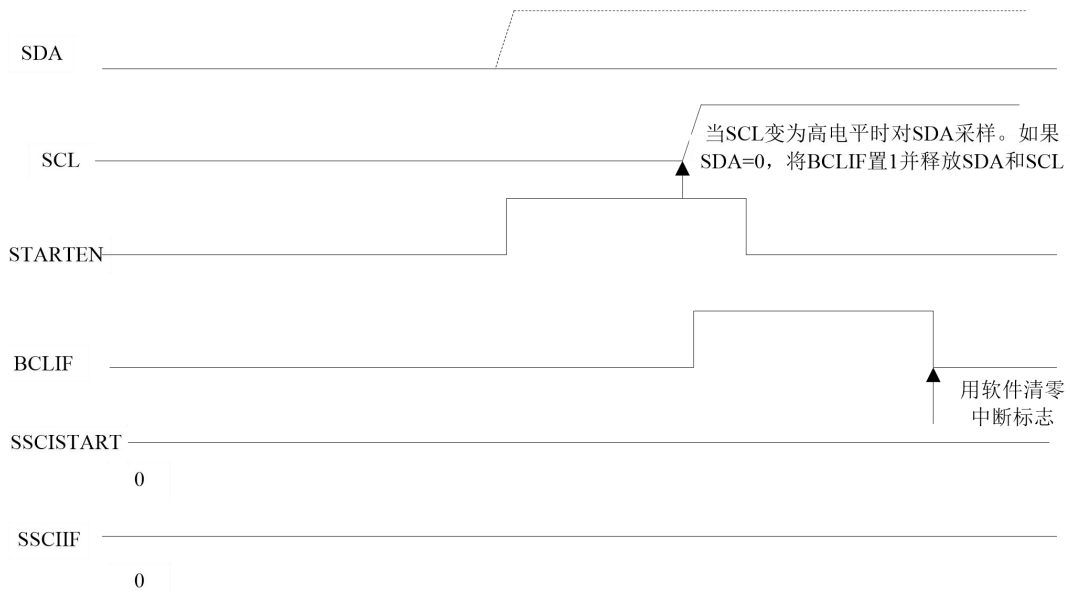 SDA
SCL
当SCL变为高电平时对SDA采样。如果
SDA=0，将BCLIF置1并释放SDA和SCL
STARTEN
BCLIF
用软件清零
中断标志
SSCISTART
0
SSCIIF
0